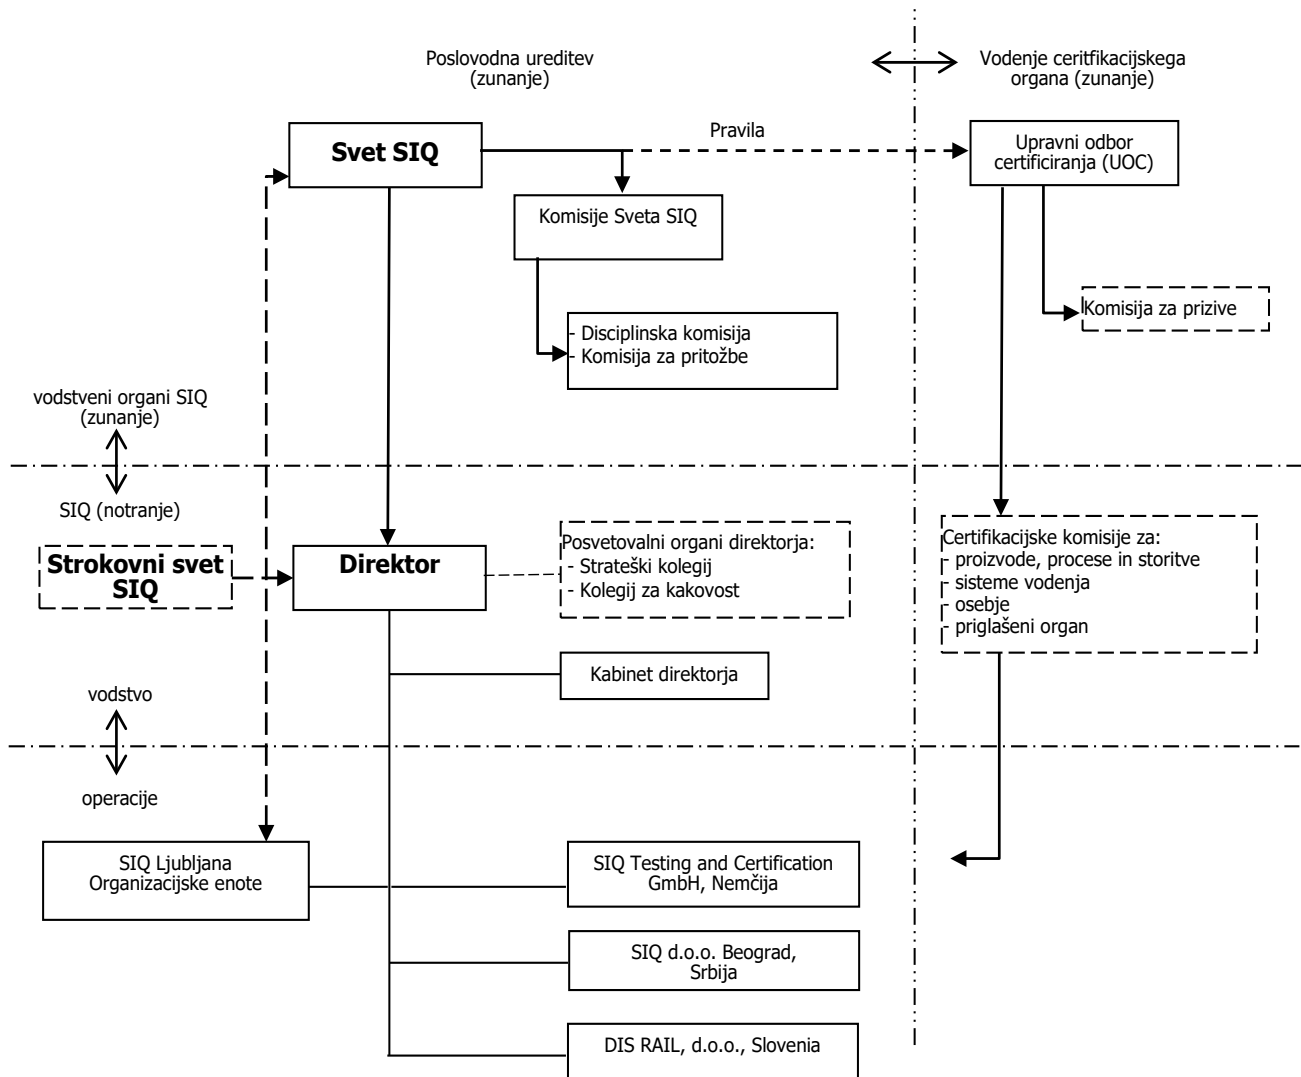 Poslovodna ureditev
(zunanje)
Vodenje ceritfikacijskega
organa (zunanje)
Svet SIQ
Pravila
Upravni odbor
certificiranja (UOC)
Komisije Sveta SIQ
Komisija za prizive
- Disciplinska komisija
- Komisija za pritožbe
vodstveni organi SIQ
(zunanje)
SIQ (notranje)
Strokovni svet
SIQ
Direktor
Posvetovalni organi direktorja:
- Strateški kolegij
- Kolegij za kakovost
Certifikacijske komisije za:
- proizvode, procese in storitve
- sisteme vodenja
- osebje
- priglašeni organ
Kabinet direktorja
vodstvo
operacije
SIQ Ljubljana
Organizacijske enote
SIQ Testing and Certification
GmbH, Nemčija
SIQ d.o.o. Beograd,
Srbija
DIS RAIL, d.o.o., Slovenia